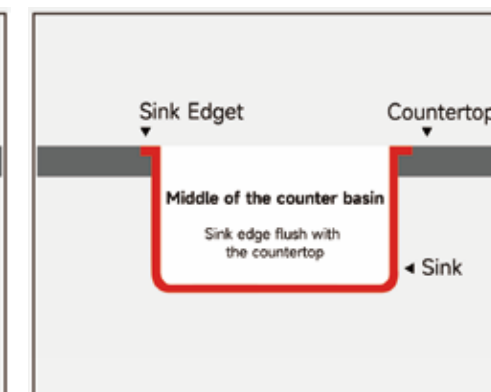 Sink Edget
Countertop
Middle of the counter basin
Sink edge flush with
the countertop
Sink